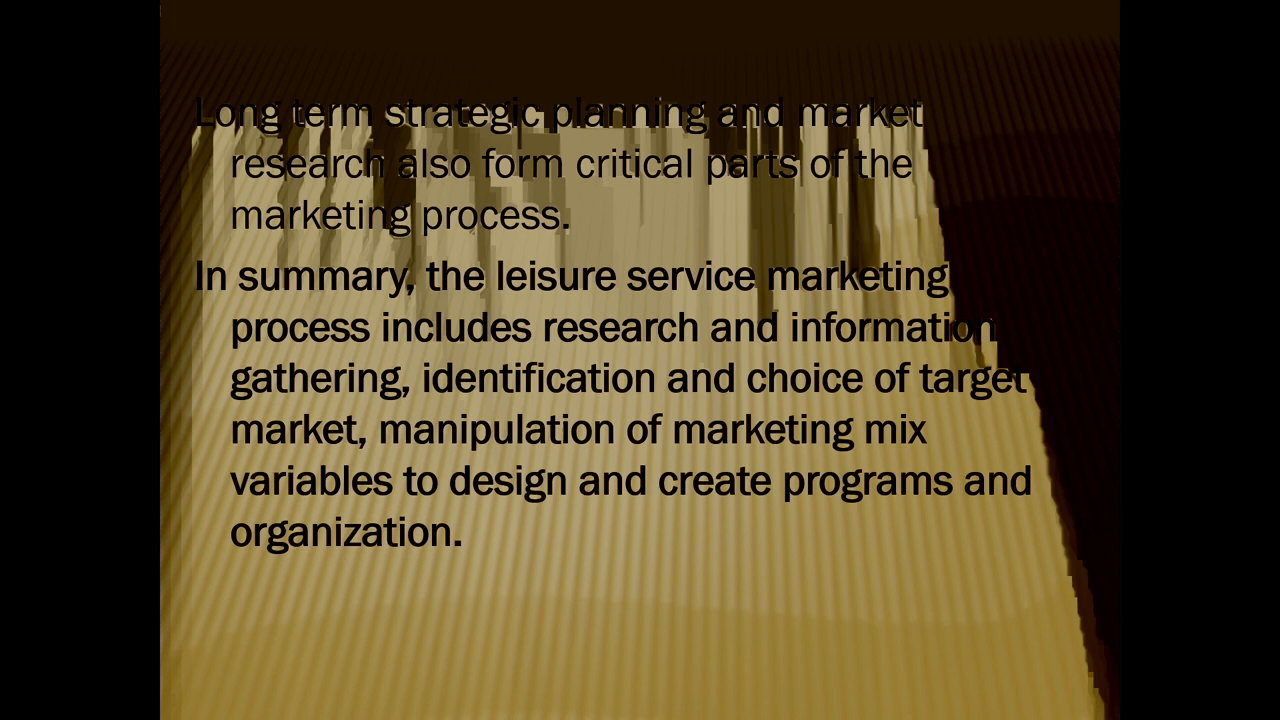 Long term strategic planning and market
research also form critical parts of the
marketing process.
In summary, the leisure service marketing
process includes research and information
gathering, identification and choice of target
market, manipulation of marketing mix
variables to design and create programs and
organization.